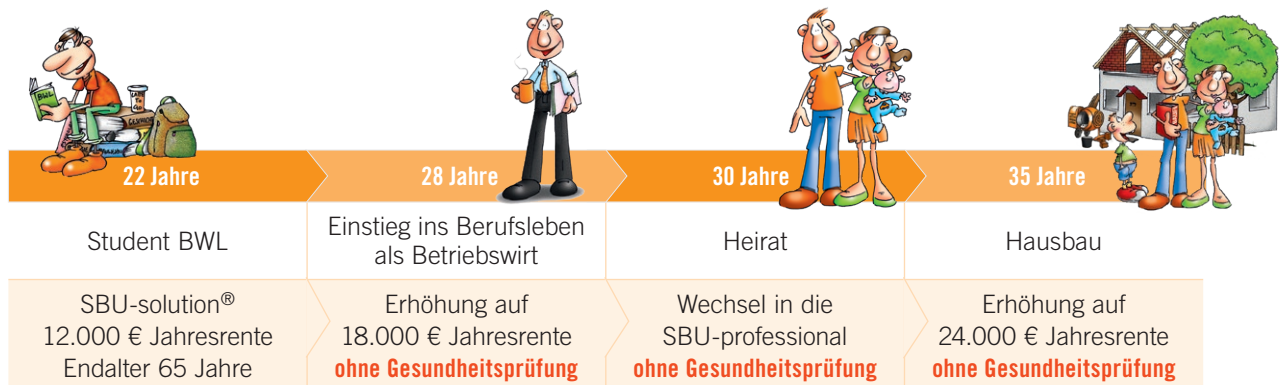 BWL
22 Jahre
28 Jahre
30 Jahre
35 Jahre
Student BWL
Einstieg ins Berufsleben
als Betriebswirt
Heirat
Hausbau
SBU-solution®
12.000 € Jahresrente
Endalter 65 Jahre
Erhöhung auf
18.000 € Jahresrente
ohne Gesundheitsprüfung
Wechsel in die
SBU-professional
ohne Gesundheitsprüfung
Erhöhung auf
24.000 € Jahresrente
ohne Gesundheitsprüfung